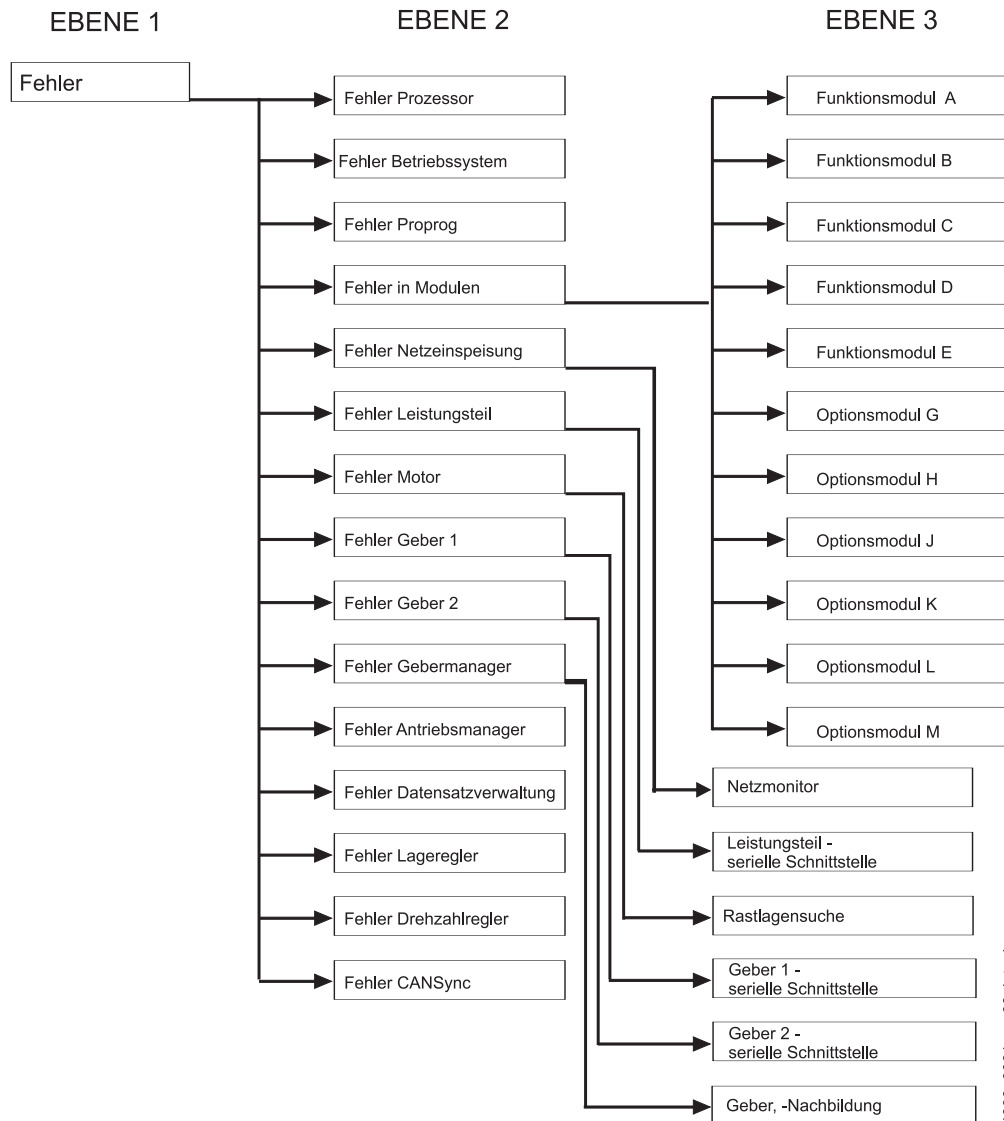 EBENE 1
EBENE 2
EBENE 3
Fehler
Fehler Prozessor
Fehler Betriebssystem
Fehler Proprog
Fehler in Modulen
Fehler Netzeinspeisung
Fehler Leistungsteil
Fehler Motor
Fehler Geber 1
Fehler Geber 2
Fehler Gebermanager
Fehler Antriebsmanager
Fehler Datensatzverwaltung
Fehler Lageregler
Fehler Drehzahlregler
Fehler CANSync
Funktionsmodul A
Funktionsmodul B
Funktionsmodul C
Funktionsmodul D
Funktionsmodul E
Optionsmodul G
Optionsmodul H
Optionsmodul J
Optionsmodul K
Optionsmodul L
Optionsmodul M
Netzmonitor
Leistungsteil -
serielle Schnittstelle
Rastlagensuche
Geber 1 -
serielle Schnittstelle
Geber 2 -
serielle Schnittstelle
Geber, -Nachbildung